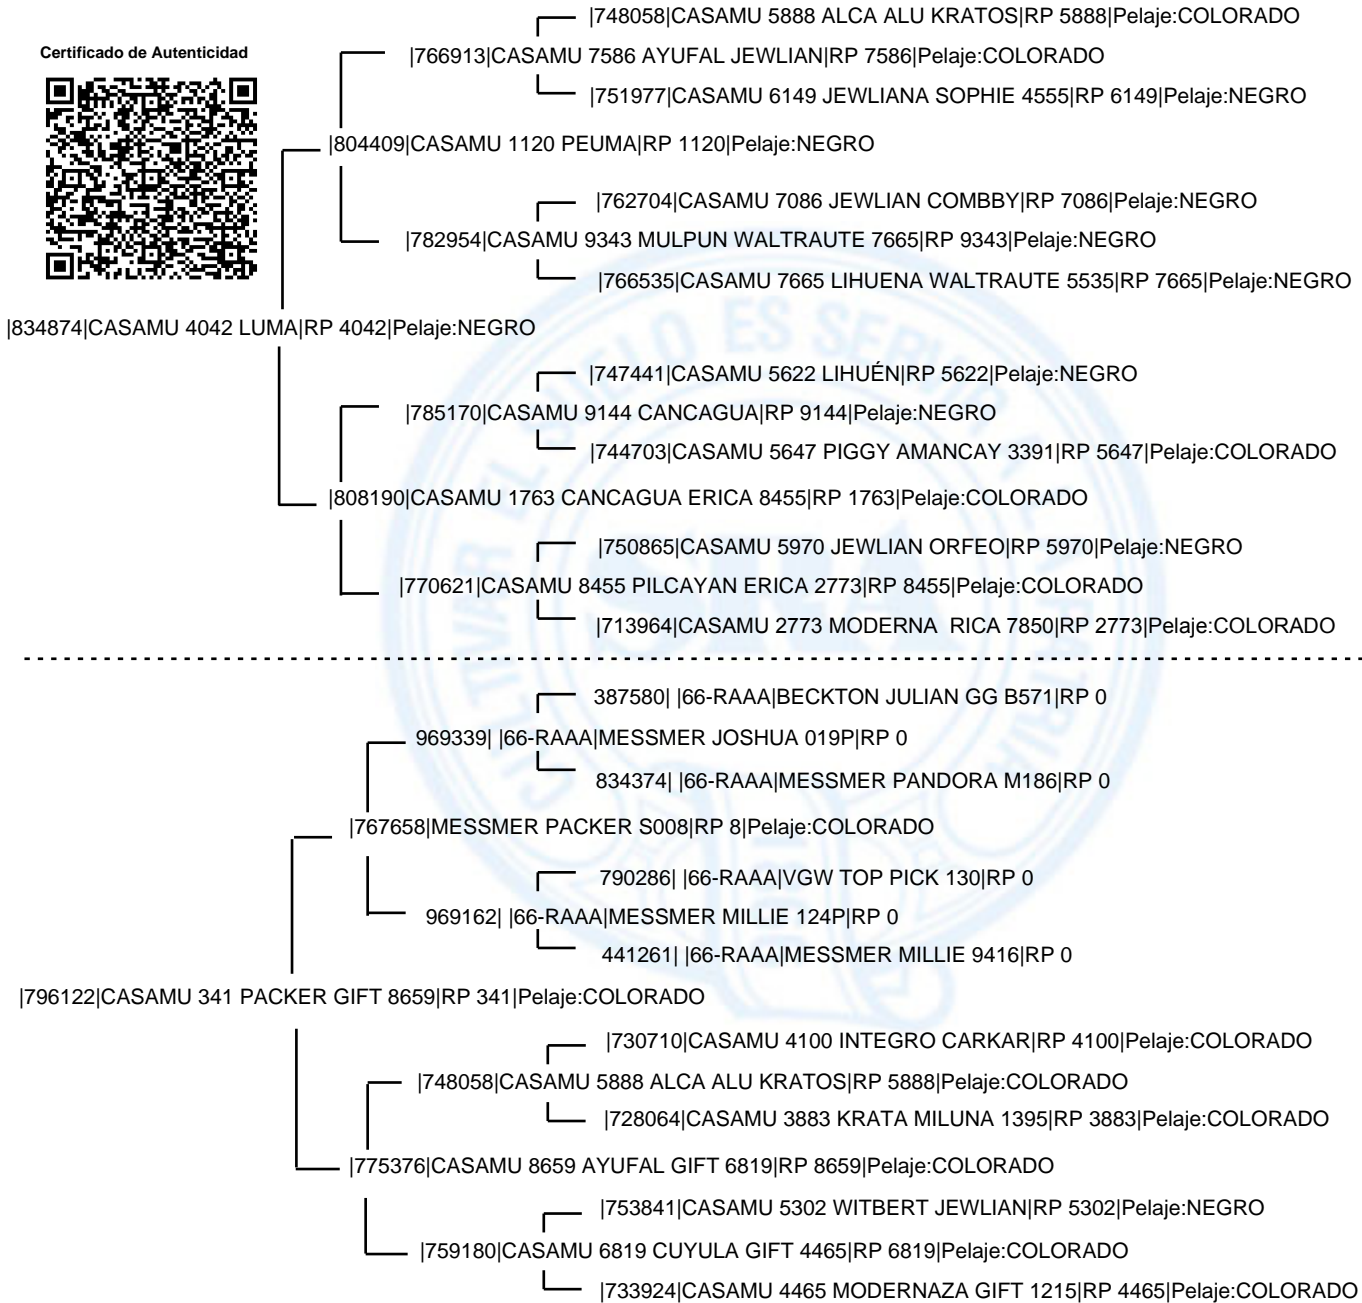 |748058|CASAMU 5888 ALCA ALU KRATOS|RP 5888|Pelaje:COLORADO
Certificado de Autenticidad
|766913|CASAMU 7586 AYUFAL JEWLIAN|RP 7586|Pelaje:COLORADO
|751977|CASAMU 6149 JEWLIANA SOPHIE 4555|RP 6149|Pelaje:NEGRO
|804409|CASAMU 1120 PEUMA|RP 1120|Pelaje:NEGRO
|762704|CASAMU 7086 JEWLIAN COMBBY|RP 7086|Pelaje:NEGRO
|782954|CASAMU 9343 MULPUN WALTRAUTE 7665|RP 9343|Pelaje:NEGRO
|766535|CASAMU 7665 LIHUENA WALTRAUTE 5535|RP 7665|Pelaje:NEGRO
|834874|CASAMU 4042 LUMA|RP 4042|Pelaje:NEGRO
|747441|CASAMU 5622 LIHUÉN|RP 5622|Pelaje:NEGRO
|785170|CASAMU 9144 CANCAGUA|RP 9144|Pelaje:NEGRO
|744703|CASAMU 5647 PIGGY AMANCAY 3391|RP 5647|Pelaje:COLORADO
|808190|CASAMU 1763 CANCAGUA ERICA 8455|RP 1763|Pelaje:COLORADO
|750865|CASAMU 5970 JEWLIAN ORFEO|RP 5970|Pelaje:NEGRO
|770621|CASAMU 8455 PILCAYAN ERICA 2773|RP 8455|Pelaje:COLORADO
|713964|CASAMU 2773 MODERNA  RICA 7850|RP 2773|Pelaje:COLORADO
387580| |66-RAAA|BECKTON JULIAN GG B571|RP 0
969339| |66-RAAA|MESSMER JOSHUA 019P|RP 0
834374| |66-RAAA|MESSMER PANDORA M186|RP 0
|767658|MESSMER PACKER S008|RP 8|Pelaje:COLORADO
790286| |66-RAAA|VGW TOP PICK 130|RP 0
969162| |66-RAAA|MESSMER MILLIE 124P|RP 0
441261| |66-RAAA|MESSMER MILLIE 9416|RP 0
|796122|CASAMU 341 PACKER GIFT 8659|RP 341|Pelaje:COLORADO
|730710|CASAMU 4100 INTEGRO CARKAR|RP 4100|Pelaje:COLORADO
|748058|CASAMU 5888 ALCA ALU KRATOS|RP 5888|Pelaje:COLORADO
|728064|CASAMU 3883 KRATA MILUNA 1395|RP 3883|Pelaje:COLORADO
|775376|CASAMU 8659 AYUFAL GIFT 6819|RP 8659|Pelaje:COLORADO
|753841|CASAMU 5302 WITBERT JEWLIAN|RP 5302|Pelaje:NEGRO
|759180|CASAMU 6819 CUYULA GIFT 4465|RP 6819|Pelaje:COLORADO
|733924|CASAMU 4465 MODERNAZA GIFT 1215|RP 4465|Pelaje:COLORADO
CULTIVAR EL SUELO ES SERVIR A LA PATRIA
SRA